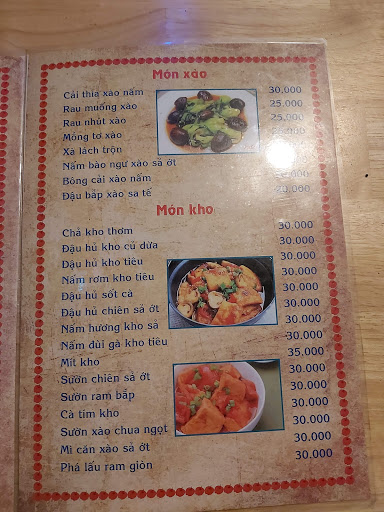 Món xào
Cải thìa xào nấm 30.000
Rau muống xào 25.000
Rau nhút xào 25.000
Mồng tơ xào
Xạ lách trộn
Nấm bào ngư xào sả ớt
Bông cải xào nấm
Đậu bắp xào sa tế
Món kho
Chả kho thơm 30.000
Đậu hủ kho củ dừa 30.000
Đậu hủ kho tiêu 30.000
Nấm rơm kho tiêu 30.000
Đậu hủ sốt cà 30.000
Đậu hủ chiên sả ớt 30.000
Nấm hương kho sả 30.000
Nấm đùi gà kho tiêu 30.000
Mít kho 35.000
Sườn chiên sả ớt 30.000
Sườn ram bắp 30.000
Cà tím kho 30.000
Sườn xào chua ngọt 30.000
Mì căn xào sả ớt 30.000
Phá lấu ram giòn 30.000